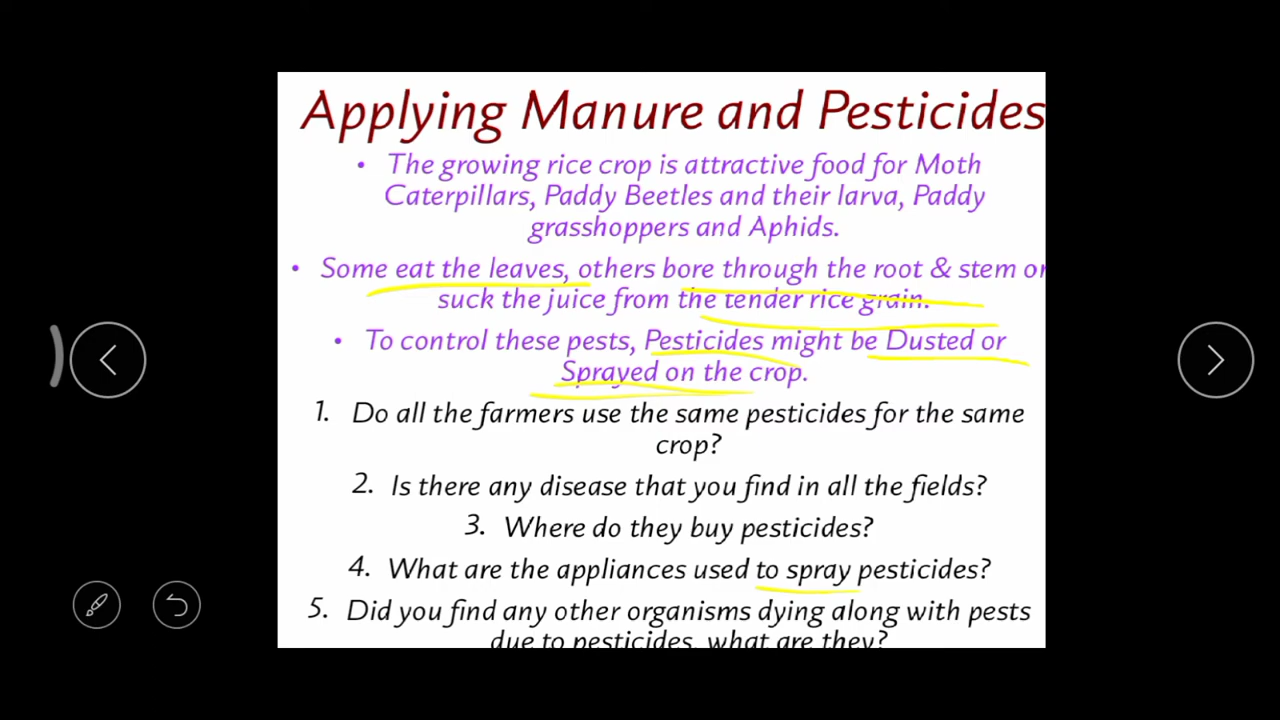 Applying Manure and Pesticides
• The growing rice crop is attractive food for Moth
Caterpillars, Paddy Beetles and their larva, Paddy
grasshoppers and Aphids.
• Some eat the leaves, others bore through the root & stem or
suck the juice from the tender rice grain.
• To control these pests, Pesticides might be Dusted or
Sprayed on the crop.
1. Do all the farmers use the same pesticides for the same
crop?
2. Is there any disease that you find in all the fields?
3. Where do they buy pesticides?
4. What are the appliances used to spray pesticides?
5. Did you find any other organisms dying along with pests
due to pesticides, what are they?